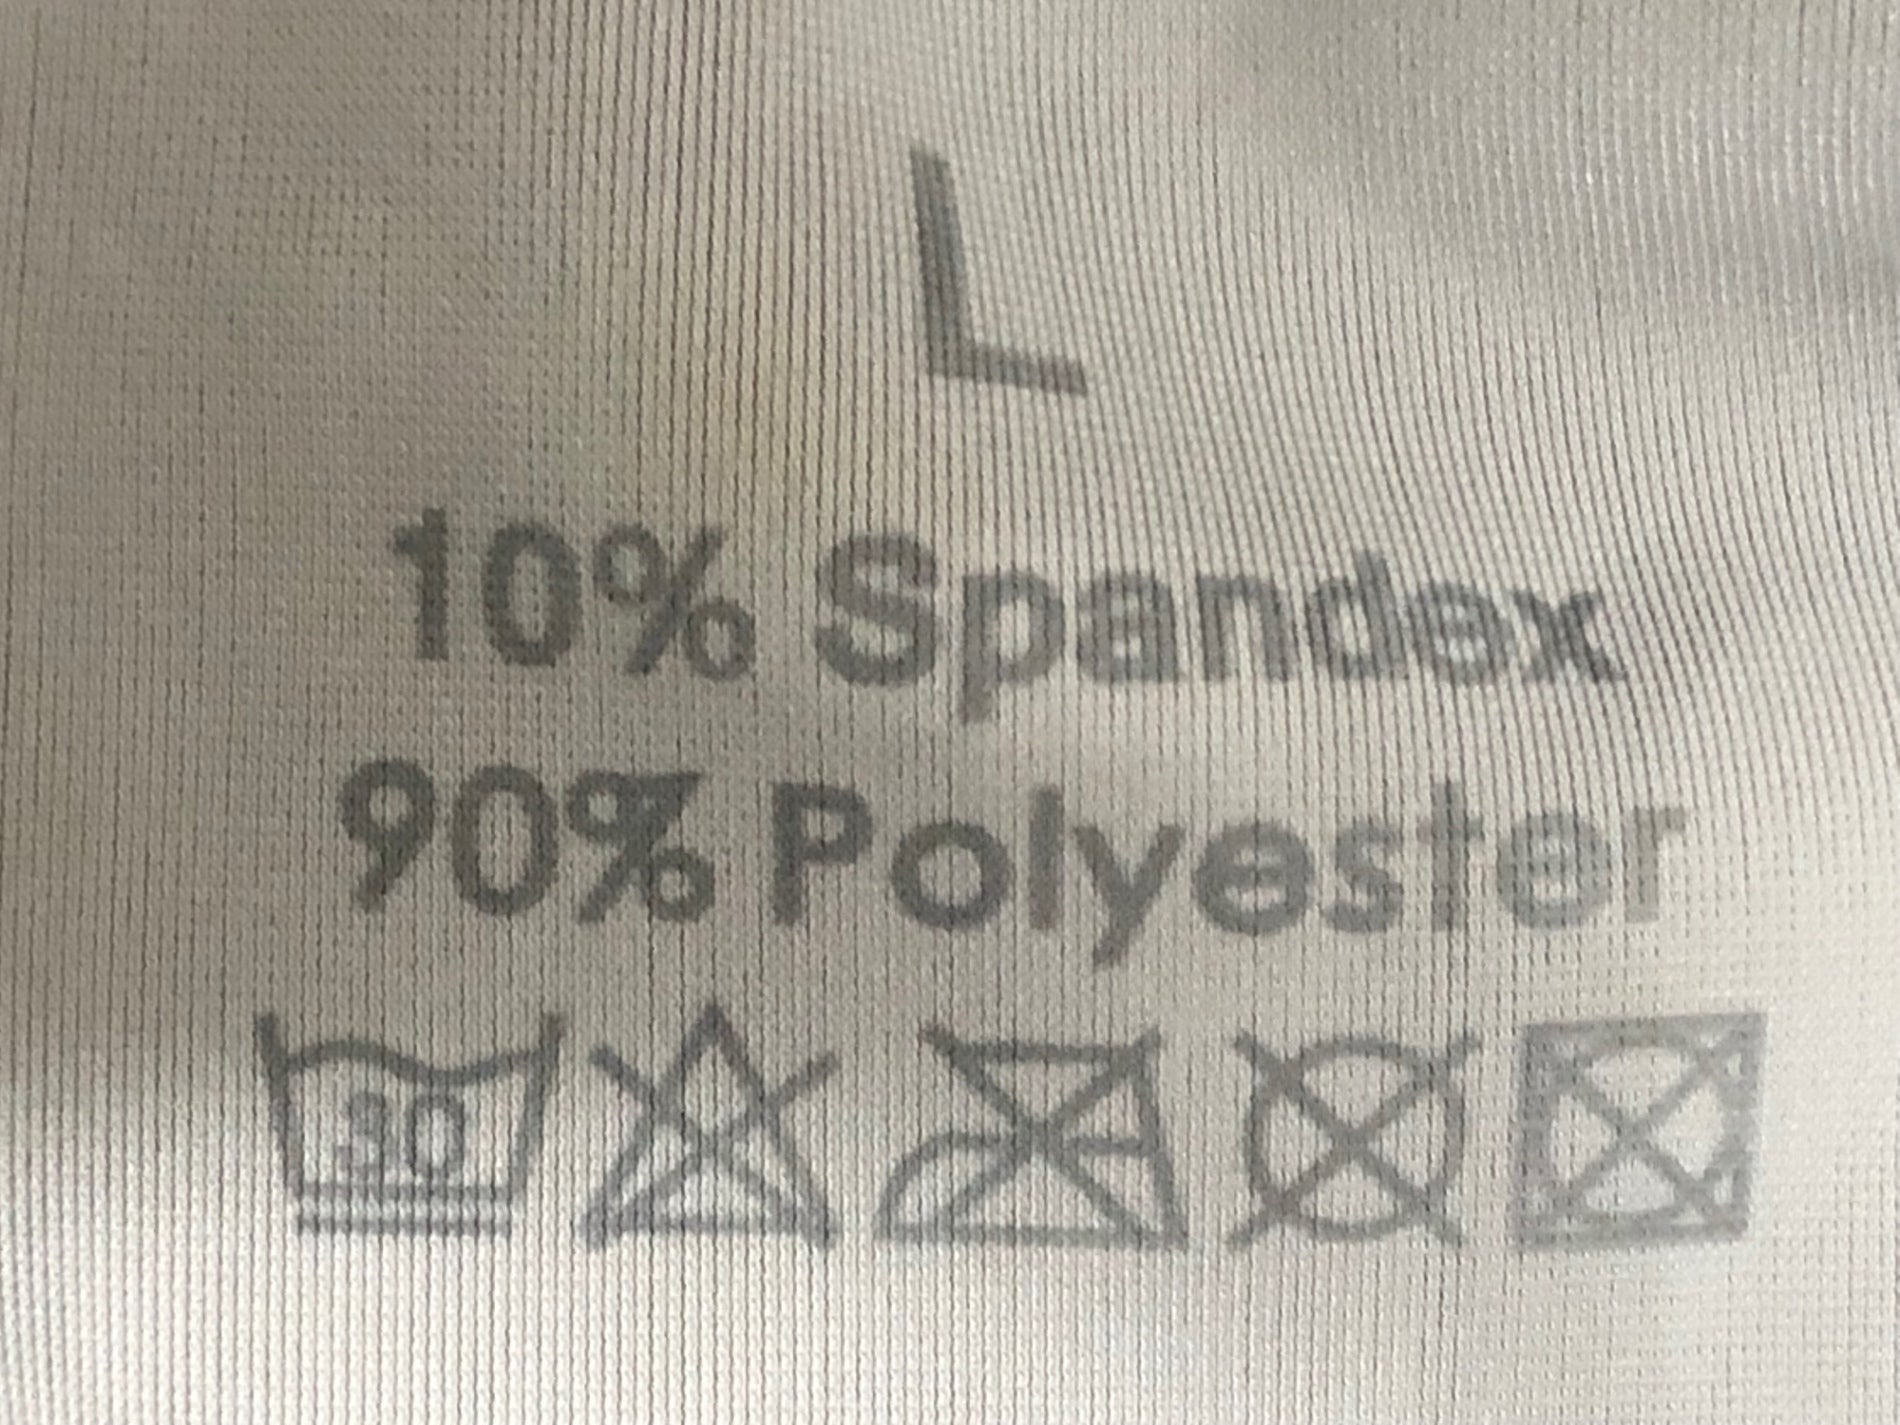 L
10% Spandex
90% Polyester
30